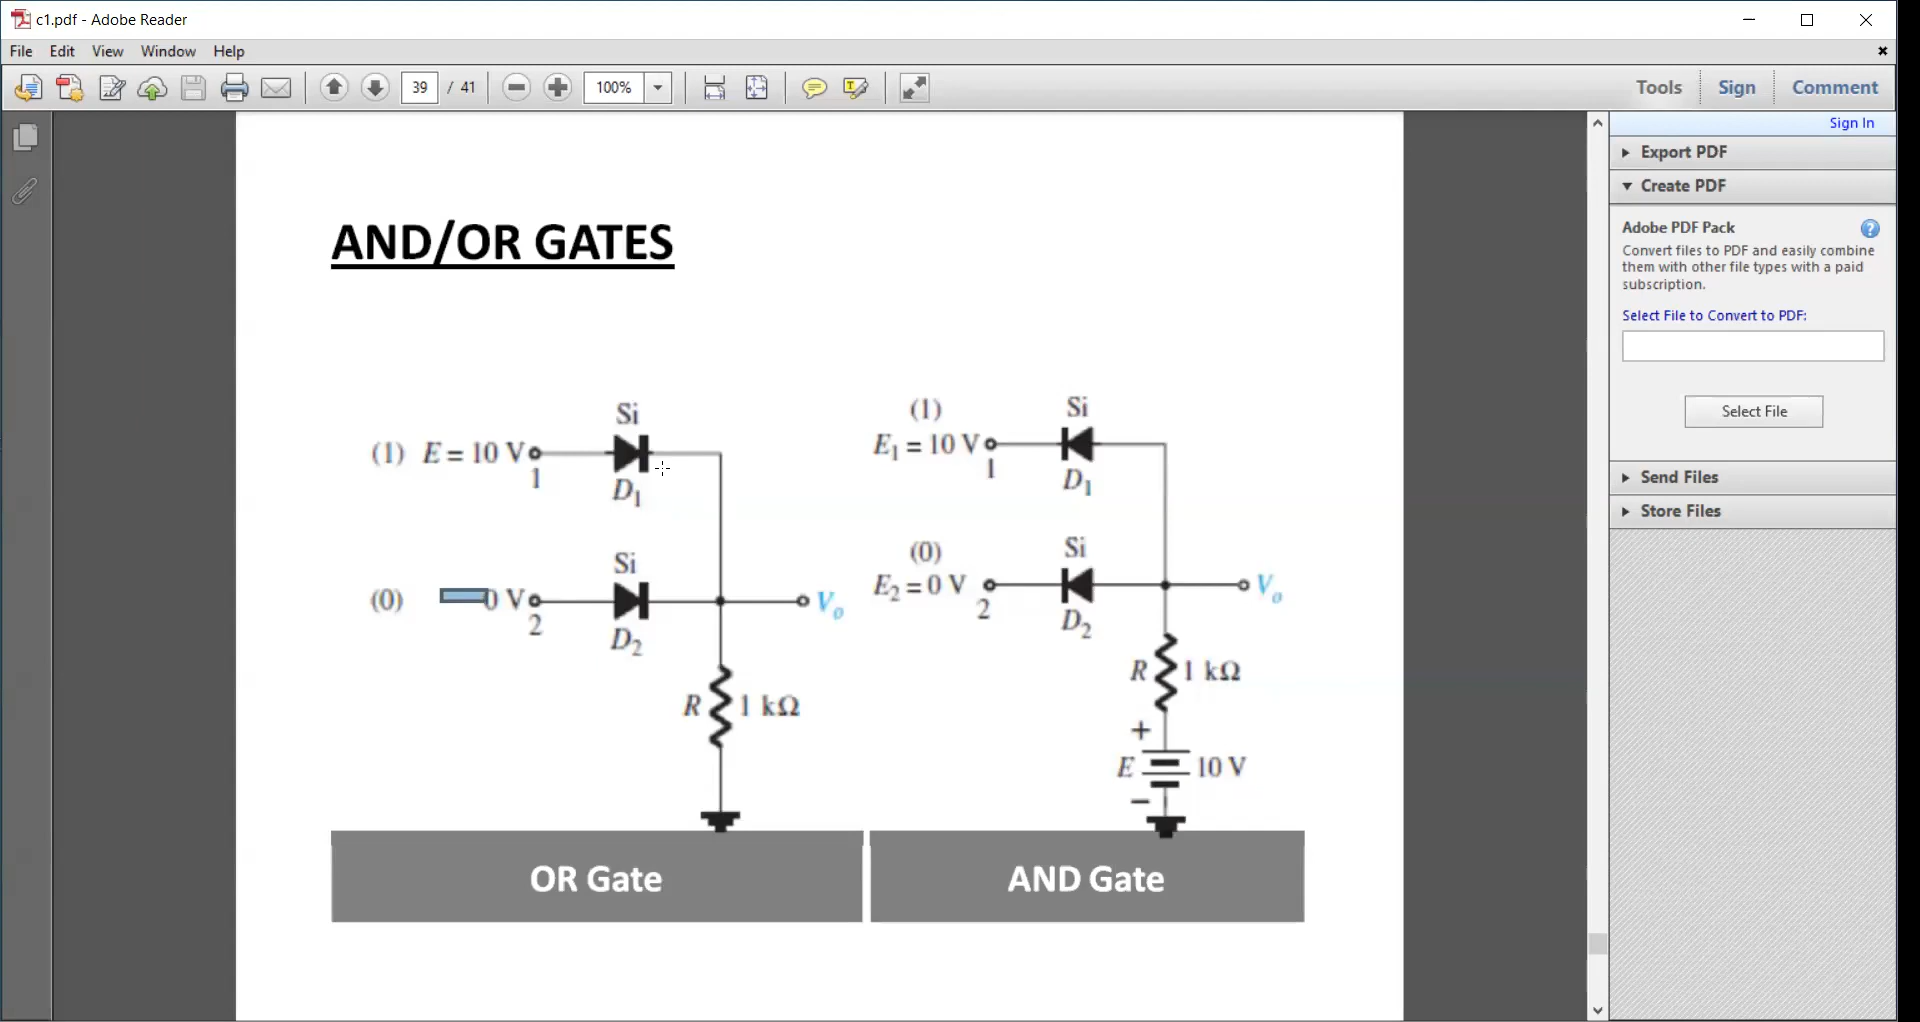 c1.pdf - Adobe Reader
File Edit View Window Help
39 / 41 100% Tools Sign Comment
Sign In
Export PDF
Create PDF
Adobe PDF Pack
Convert files to PDF and easily combine
them with other file types with a paid
subscription.
Select File to Convert to PDF:
Select File
Send Files
Store Files
AND/OR GATES
Si
(1) E = 10 V
1
D₁
Si
(0) 0 V
2
D₂
Vₒ
R 1 kΩ
OR Gate
(1)
Si
E₁ = 10 V
1
D₁
(0)
Si
E₂ = 0 V
2
D₂
Vₒ
R 1 kΩ
+
E 10 V
−
AND Gate